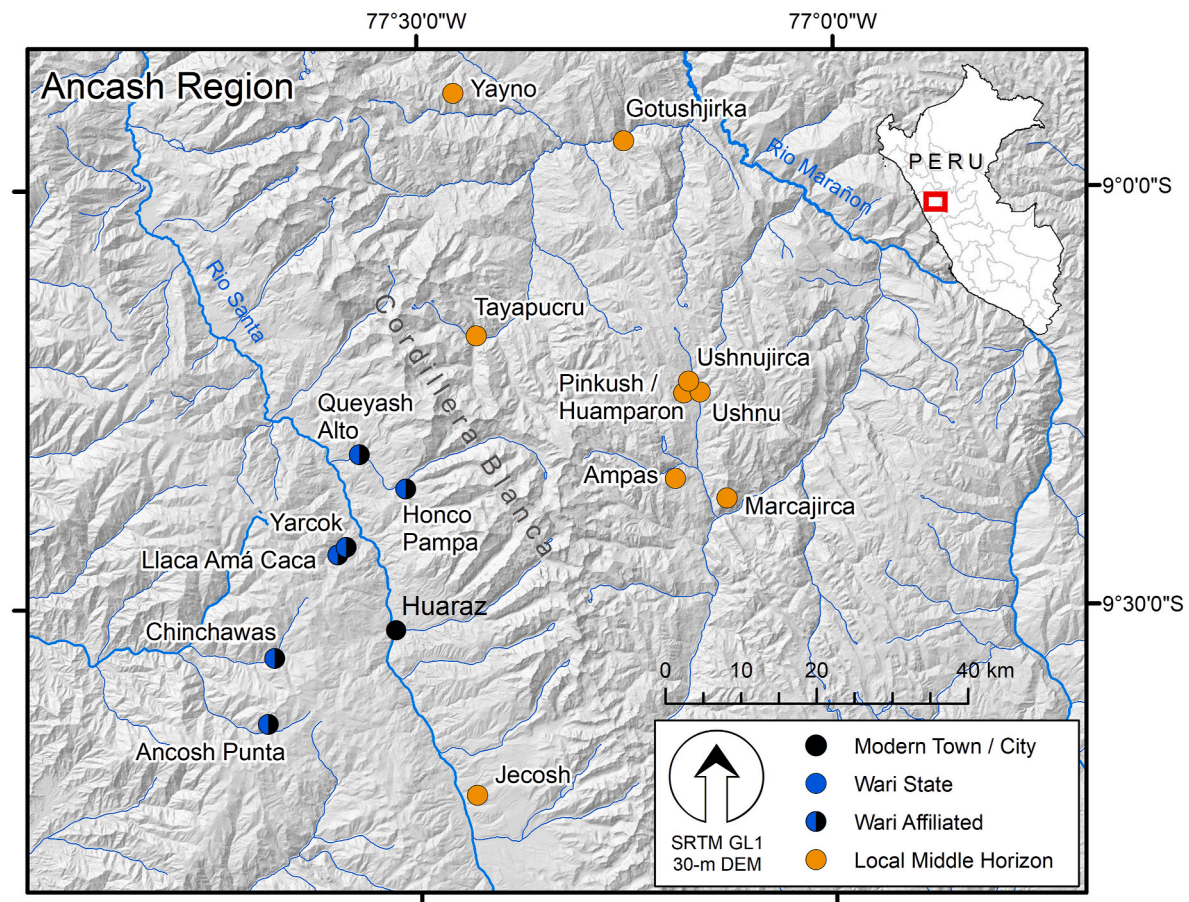 77°30'0"W
77°0'0"W
Ancash Region
Yayno
Gotushjirka
Rio Marañon
PERU
9°0'0"S
Rio Santa
Cordillera Blanca
Tayapucru
Ushnujirca
Pinkush /
Huamparon
Ushnu
Queyash
Alto
Ampas
Marcajirca
Honco
Pampa
Yarcok
Llaca Amá Caca
Huaraz
9°30'0"S
Chinchawas
Ancosh Punta
Jecosh
0 10 20 40 km
SRTM GL1
30-m DEM
Modern Town / City
Wari State
Wari Affiliated
Local Middle Horizon